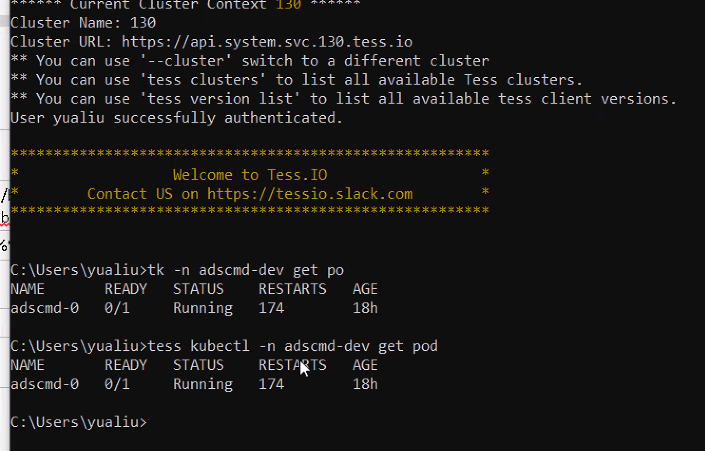 ****** Current Cluster Context 130 ******
Cluster Name: 130
Cluster URL: https://api.system.svc.130.tess.io
** You can use '--cluster' switch to a different cluster
** You can use 'tess clusters' to list all available Tess clusters.
** You can use 'tess version list' to list all available tess client versions.
User yualiu successfully authenticated.
********************************************************
* Welcome to Tess.IO *
* Contact US on https://tessio.slack.com *
********************************************************
C:\Users\yualiu>tk -n adscmd-dev get po
NAME READY STATUS RESTARTS AGE
adscmd-0 0/1 Running 174 18h
C:\Users\yualiu>tess kubectl -n adscmd-dev get pod
NAME READY STATUS RESTARTS AGE
adscmd-0 0/1 Running 174 18h
C:\Users\yualiu>